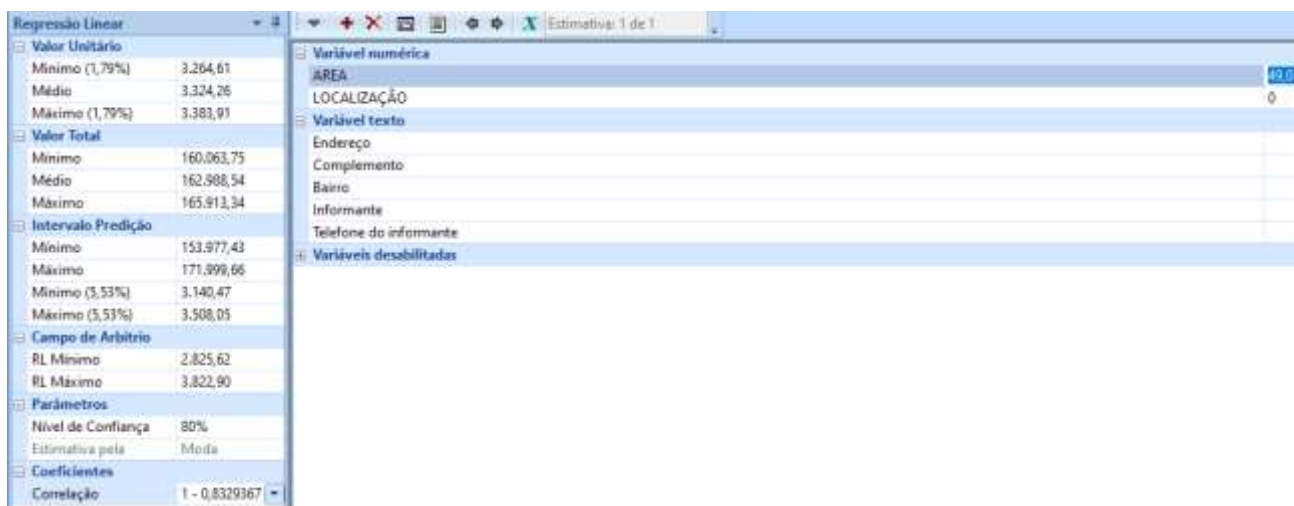 Regressão Linear
Estimativa: 1 de 1
Valor Unitário
Mínimo (1,79%) 3.264,61
Médio 3.324,26
Máximo (1,79%) 3.383,91
Valor Total
Mínimo 160.063,75
Médio 162.988,54
Máximo 165.913,34
Intervalo Predição
Mínimo 153.977,43
Máximo 171.999,66
Mínimo (5,53%) 3.140,47
Máximo (5,53%) 3.508,05
Campo de Arbítrio
RL Mínimo 2.825,62
RL Máximo 3.822,90
Parâmetros
Nível de Confiança 80%
Estimativa pela Moda
Coeficientes
Correlação 1 - 0,8329367
Variável numérica
AREA
LOCALIZAÇÃO 0
Variável texto
Endereço
Complemento
Bairro
Informante
Telefone do informante
Variáveis desabilitadas